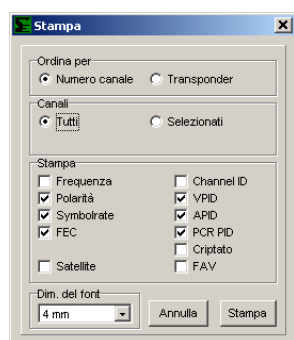 Stampa
Ordina per
Numero canale Transponder
Canali
Tutti Selezionati
Stampa
Frequenza Channel ID
Polarità VPID
Symbolrate APID
FEC PCR PID
Criptato
Satellite FAV
Dim. del font
4 mm Annulla Stampa